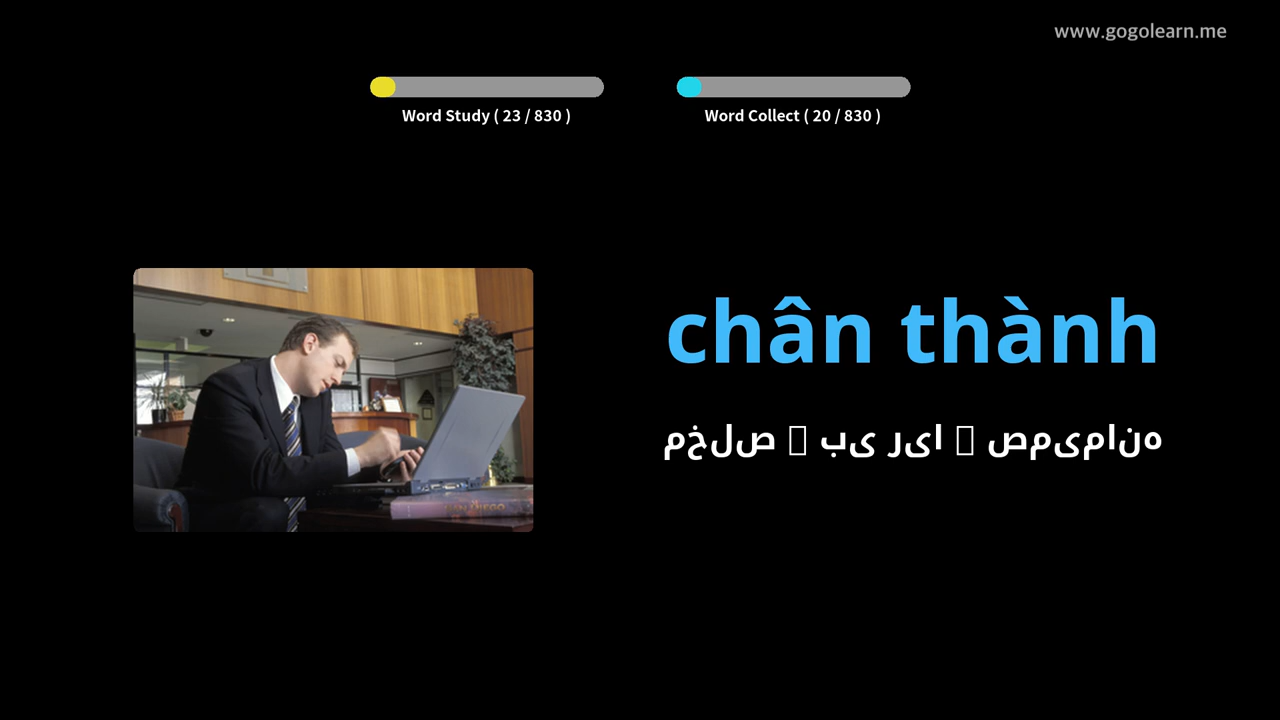 www.gogolearn.me
Word Study ( 23 / 830 )
Word Collect ( 20 / 830 )
chân thành
مخلص □ بی ریا □ صمیمانه